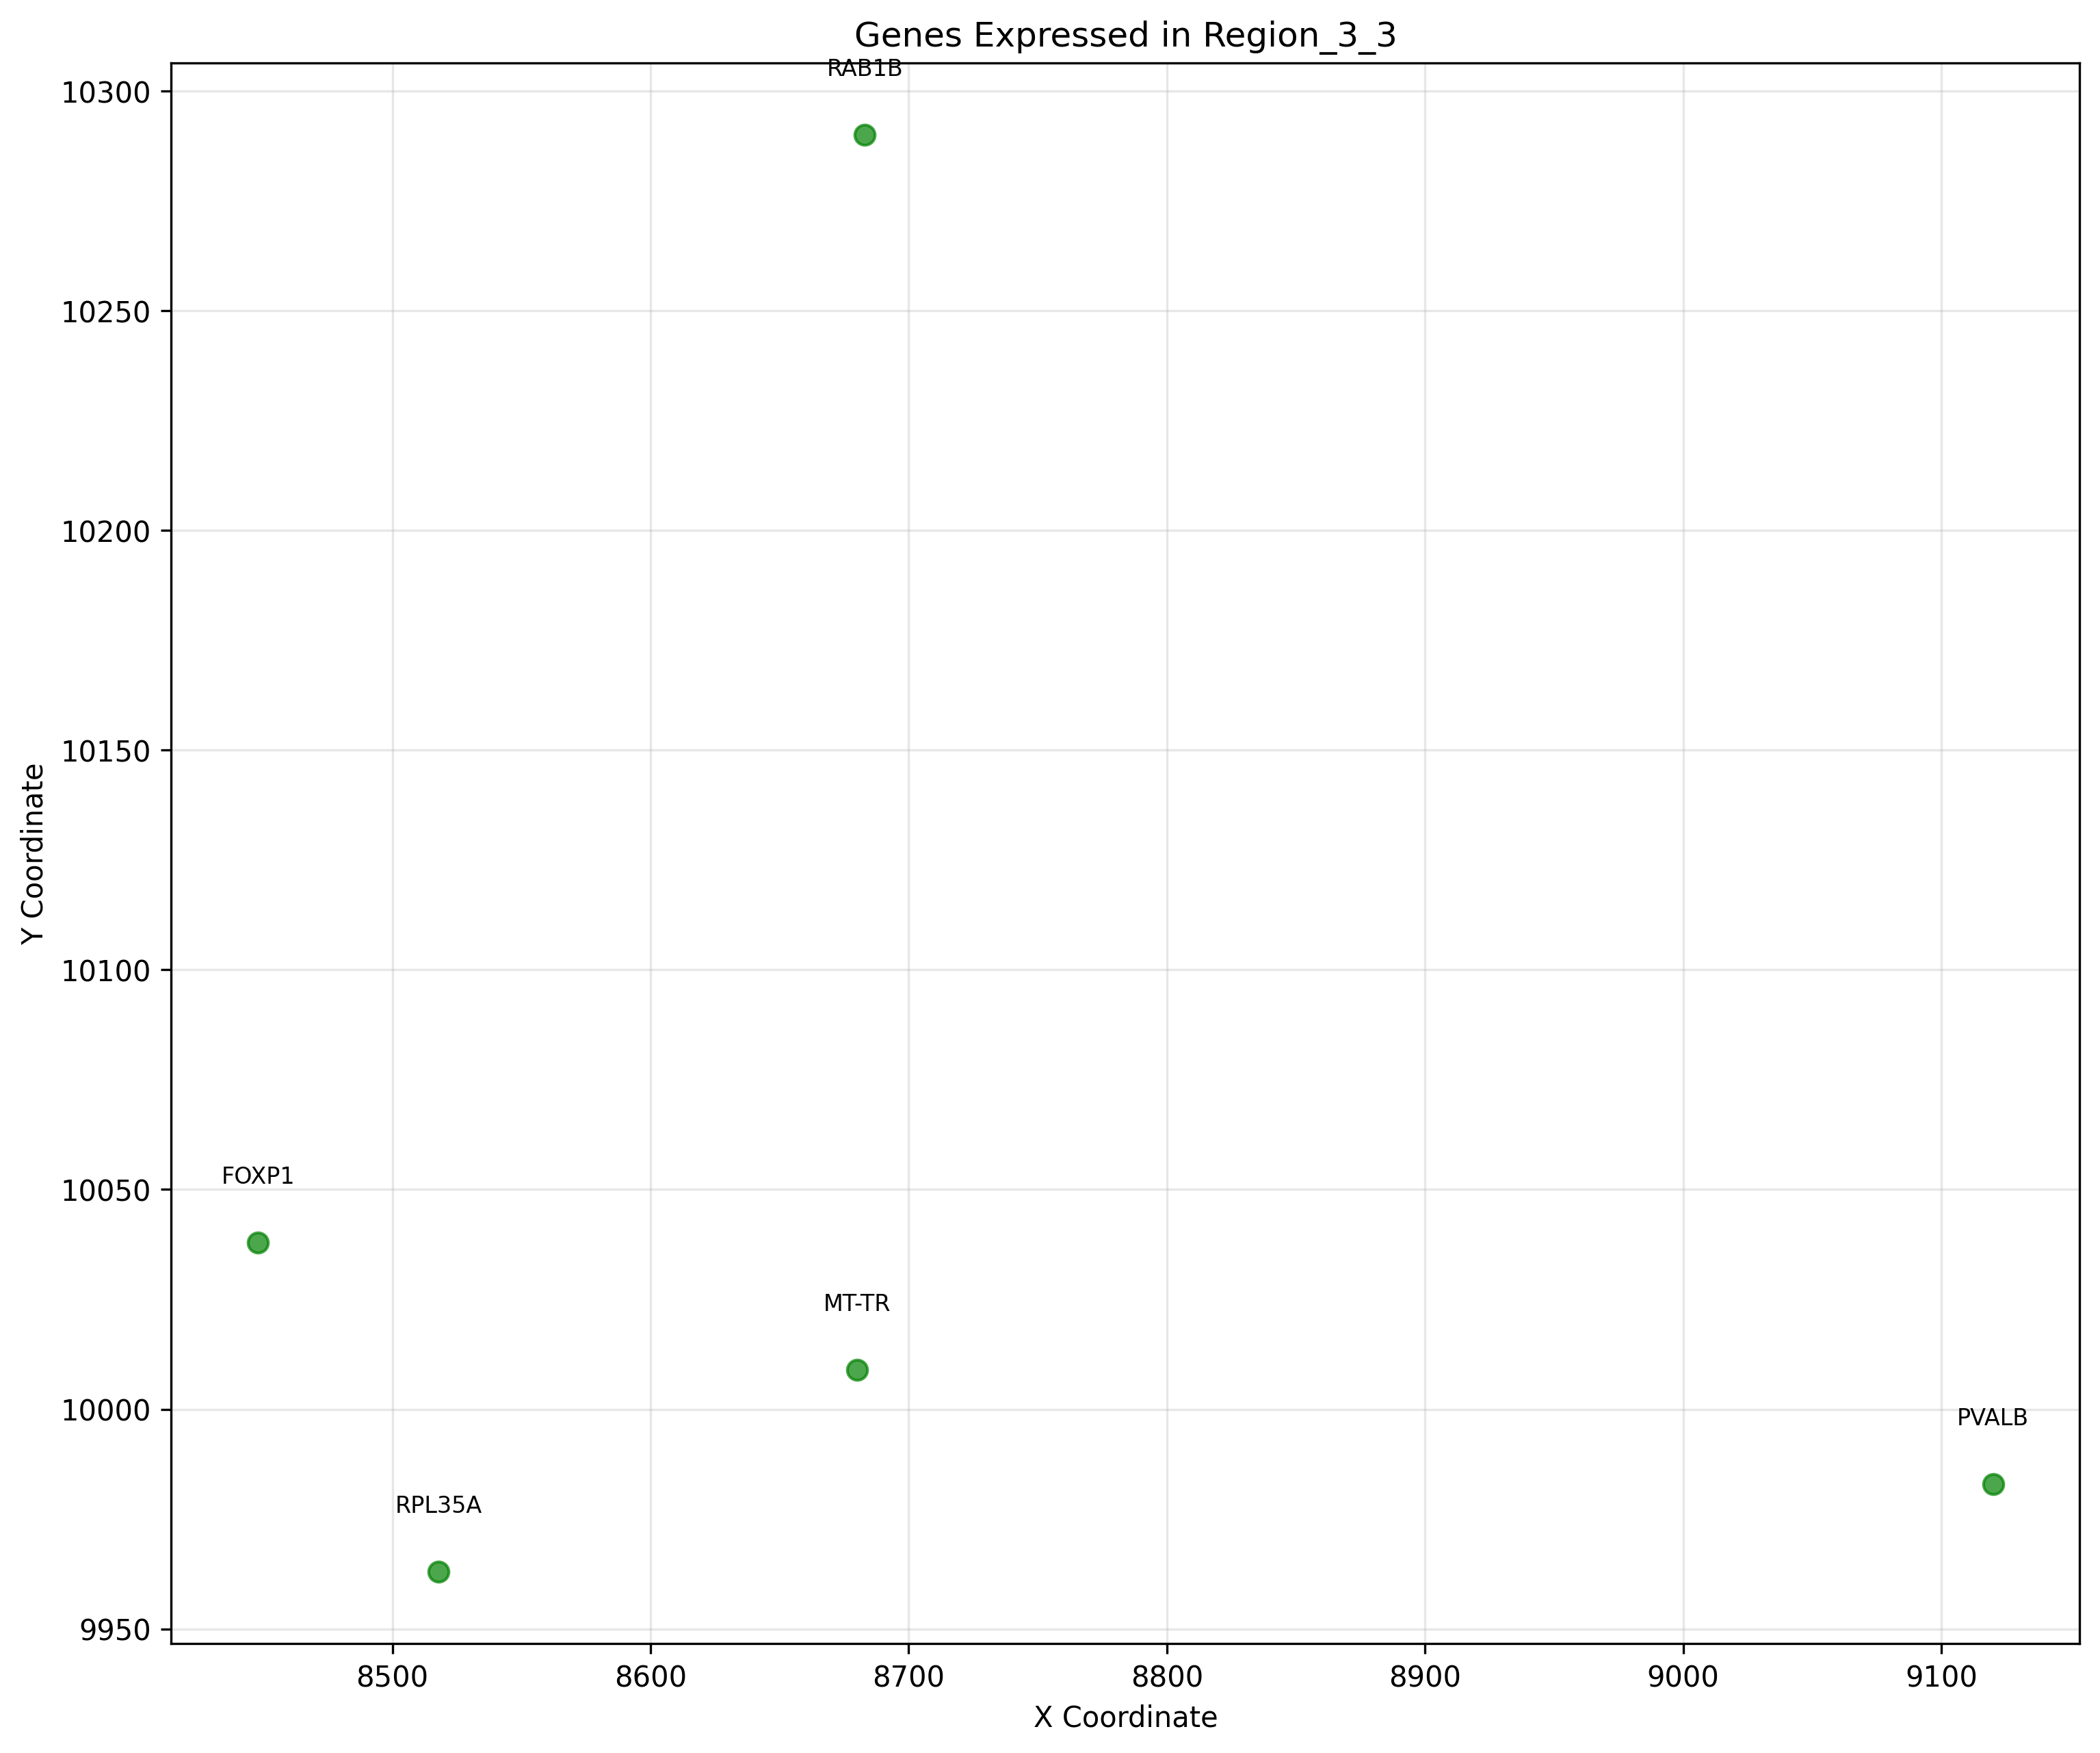 Genes Expressed in Region_3_3
RAB1B
10300
10250
10200
10150
10100
10050
10000
9950
Y Coordinate
FOXP1
MT-TR
PVALB
RPL35A
8500 8600 8700 8800 8900 9000 9100
X Coordinate